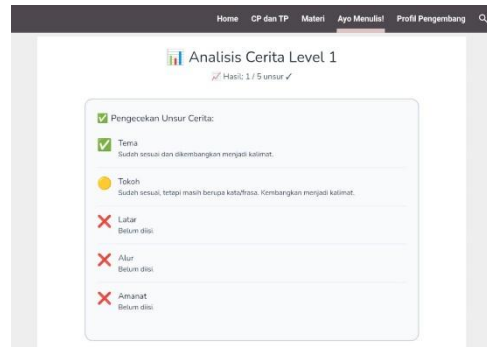 Home CP dan TP Materi Ayo Menulis! Profil Pengembang
📊 Analisis Cerita Level 1
📈 Hasil: 1 / 5 unsur ✓
✅ Pengecekan Unsur Cerita:
✅ Tema
Sudah sesuai dan dikembangkan menjadi kalimat.
🟡 Tokoh
Sudah sesuai, tetapi masih berupa kata/frasa. Kembangkan menjadi kalimat.
❌ Latar
Belum diisi.
❌ Alur
Belum diisi.
❌ Amanat
Belum diisi.